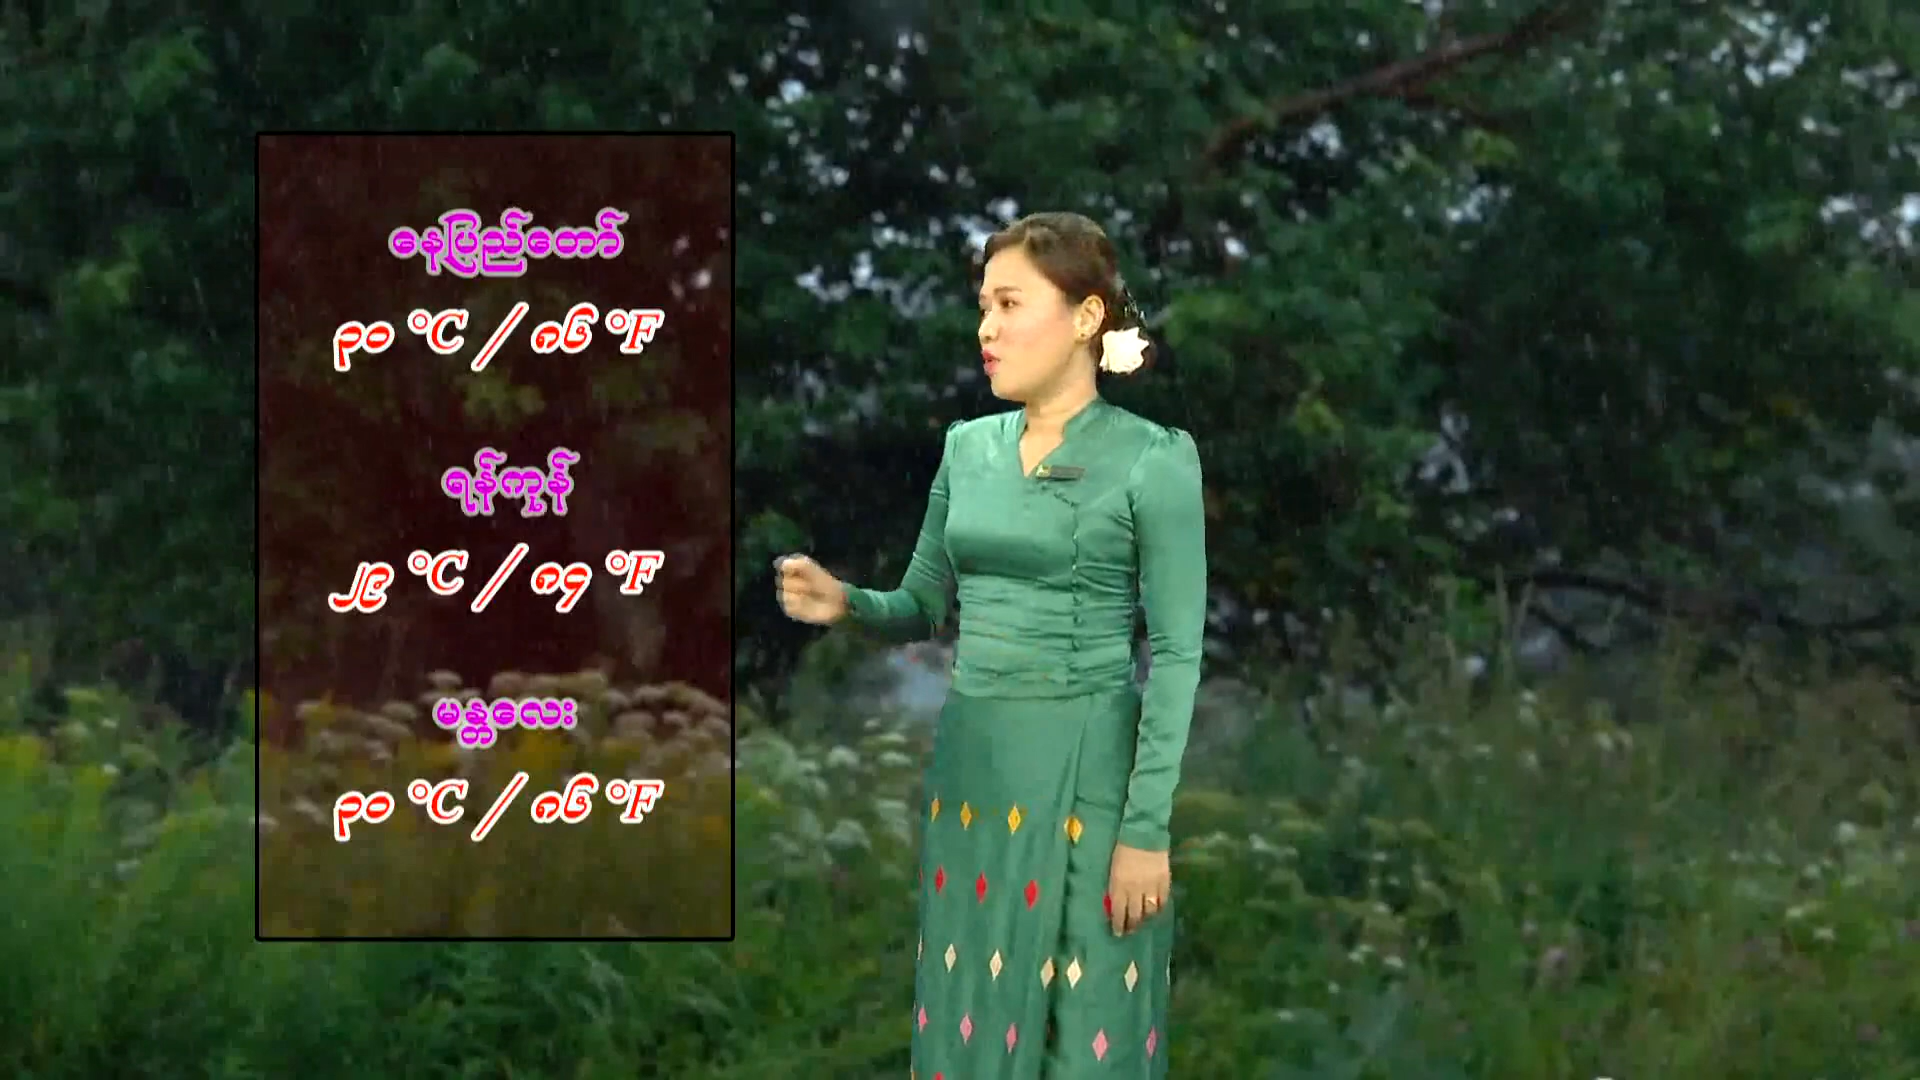 နေပြည်တော်
၃၀ °C / ၈၆ °F
ရန်ကုန်
၂၉ °C / ၈၄ °F
မန္တလေး
၃၀ °C / ၈၆ °F